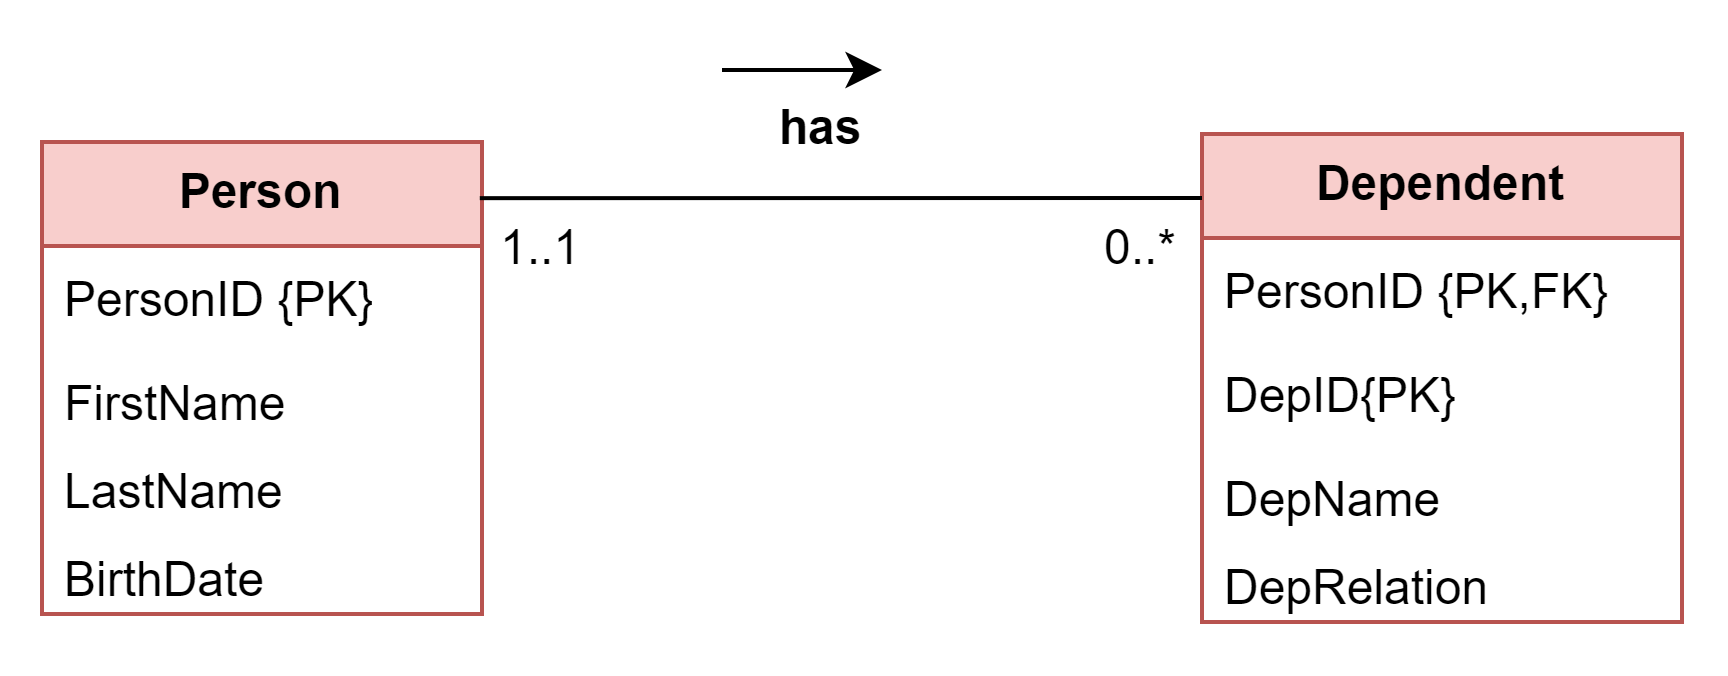 has
Person
1..1
0..*
PersonID {PK}
FirstName
LastName
BirthDate
Dependent
PersonID {PK,FK}
DepID{PK}
DepName
DepRelation